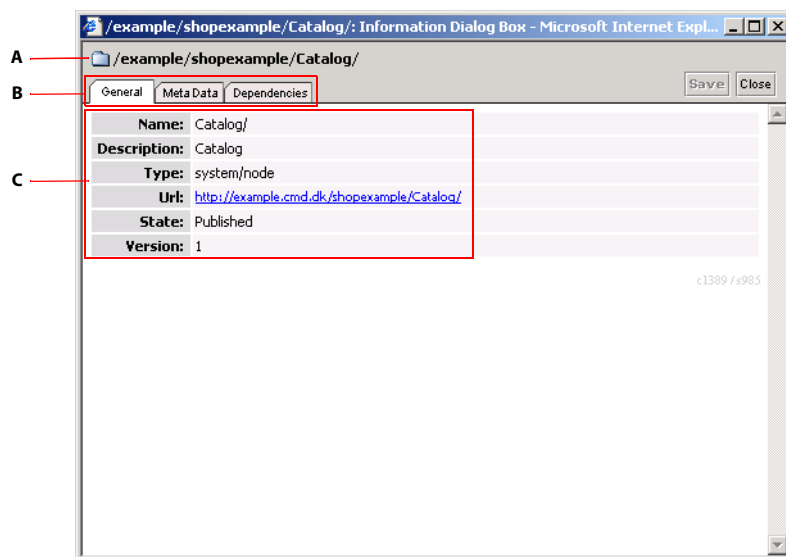 /example/shopexample/Catalog/: Information Dialog Box - Microsoft Internet Expl...
A
/example/shopexample/Catalog/
B
General Meta Data Dependencies Save Close
C
Name: Catalog/
Description: Catalog
Type: system/node
Url: http://example.cmd.dk/shopexample/Catalog/
State: Published
Version: 1
c1389 / s985